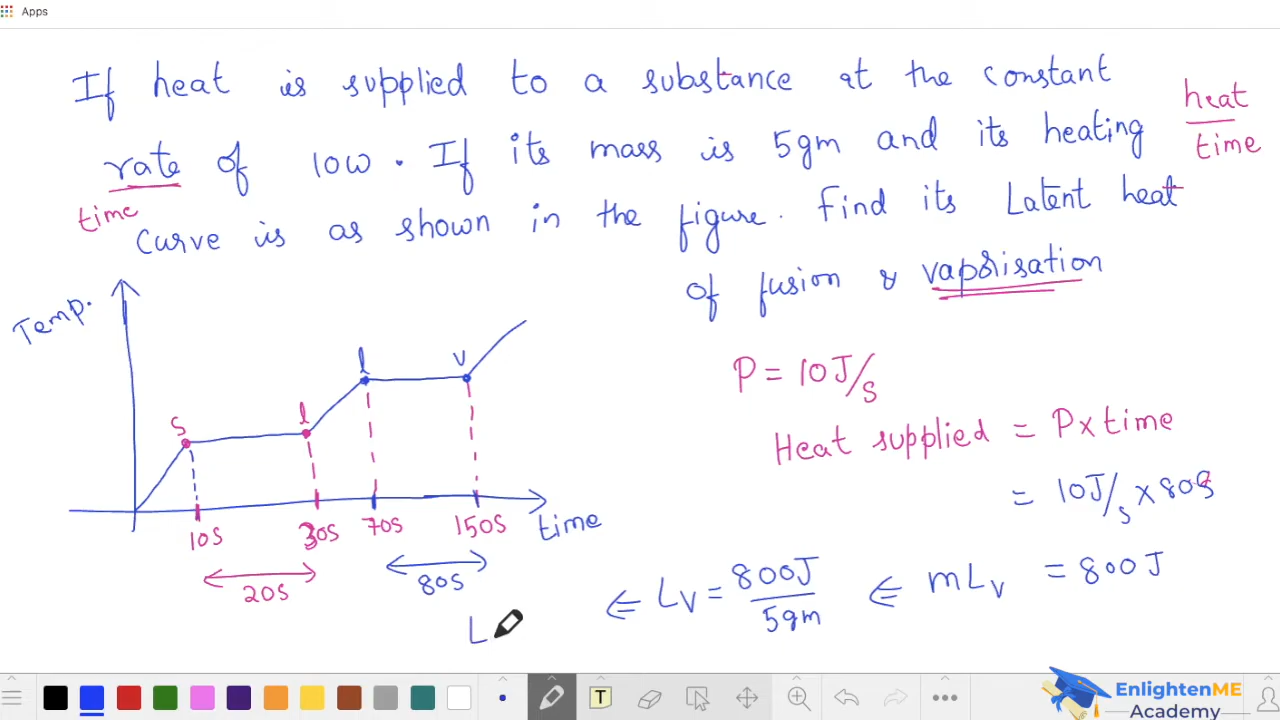 Apps
If heat is supplied to a substance at the constant
rate of 10W. If its mass is 5gm and its heating
heat
time
time
curve is as shown in the figure. Find its Latent heat
of fusion & vaporisation
Temp.
S
l
l
V
10S
30S
70S
150S
time
20S
80S
P = 10J/S
Heat supplied = P x time
= 10J/S x 80S
mLv = 800J
⇐ Lv = 800J/5gm ⇐
L
T
EnlightenME
Academy